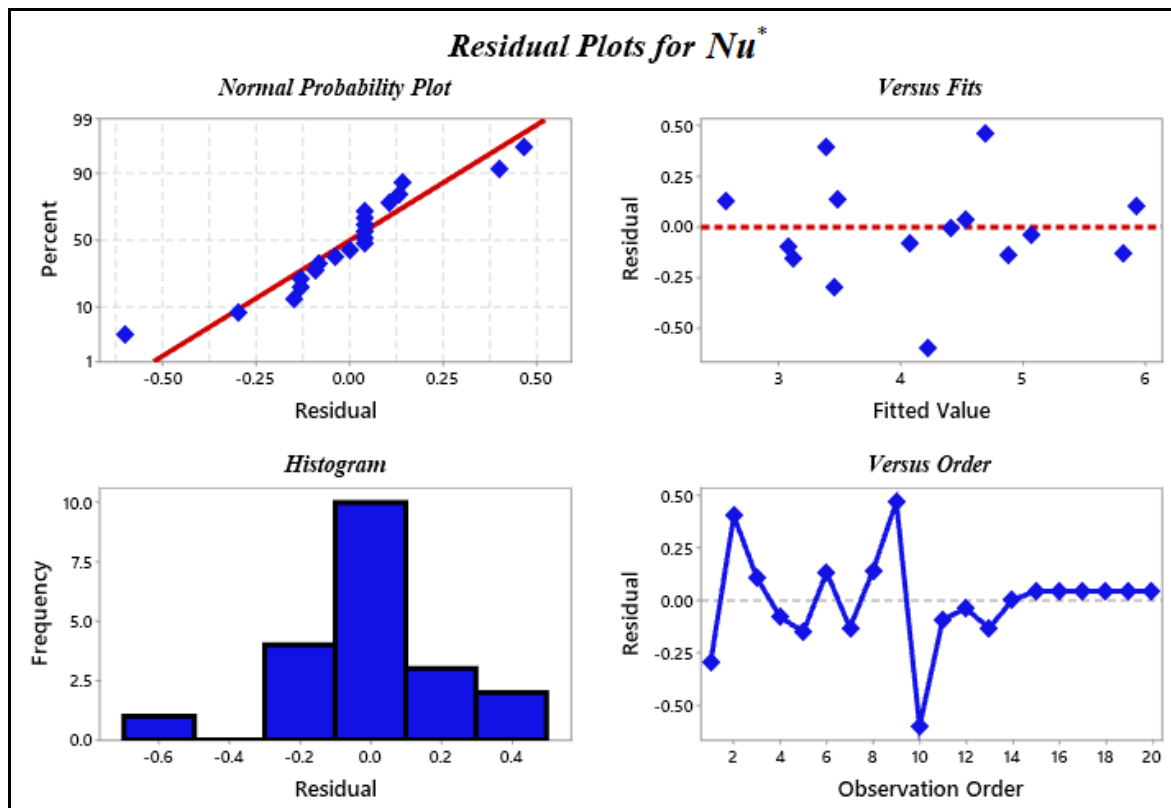 Residual Plots for Nu*
Normal Probability Plot
99
90
50
10
1
Percent
-0.50 -0.25 0.00 0.25 0.50
Residual
Versus Fits
0.50
0.25
0.00
-0.25
-0.50
Residual
3 4 5 6
Fitted Value
Histogram
10.0
7.5
5.0
2.5
0.0
Frequency
-0.6 -0.4 -0.2 0.0 0.2 0.4
Residual
Versus Order
0.50
0.25
0.00
-0.25
-0.50
Residual
2 4 6 8 10 12 14 16 18 20
Observation Order